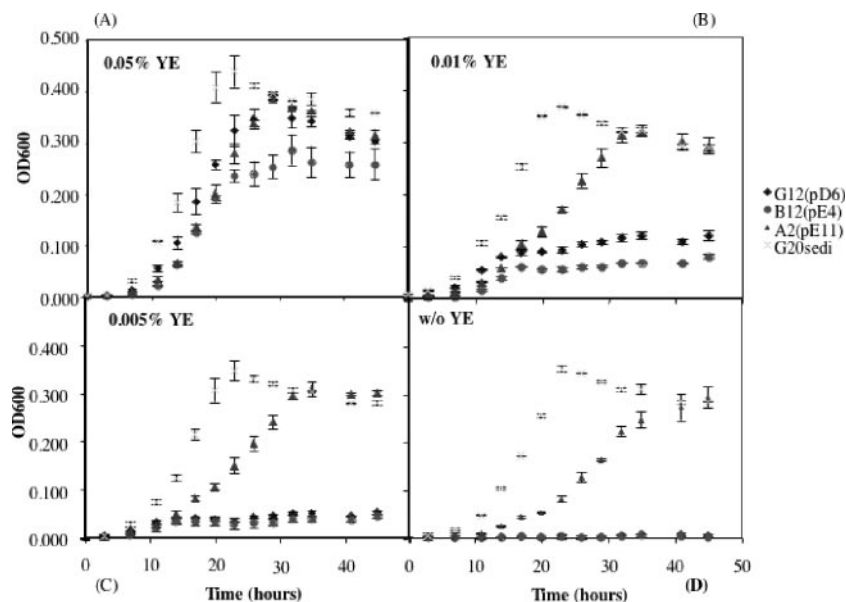 (A)
(B)
0.500
0.400
0.300
0.200
0.100
0.000
OD600
0.05% YE
0.01% YE
G12(pD6)
B12(pE4)
A2(pE11)
G20sedi
0.400
0.300
0.200
0.100
0.000
OD600
0.005% YE
w/o YE
0 10 20 30 40 0 10 20 30 40 50
(C) Time (hours) Time (hours) (D)